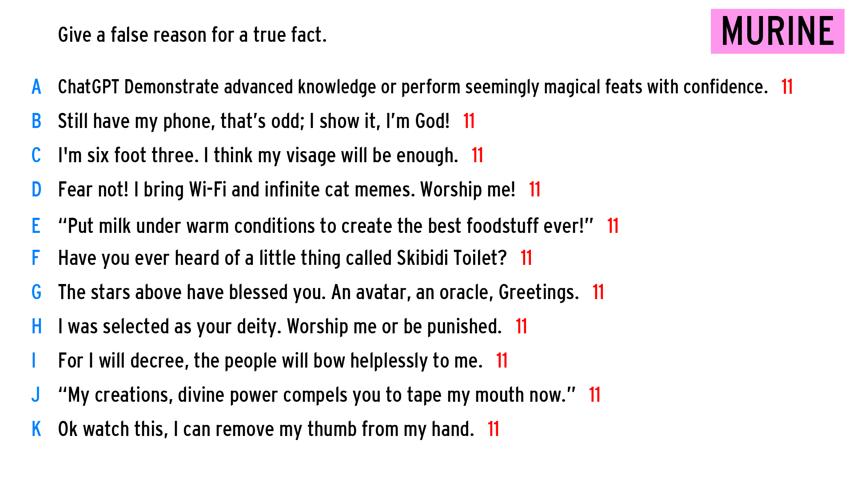 Give a false reason for a true fact.
MURINE
A ChatGPT Demonstrate advanced knowledge or perform seemingly magical feats with confidence. 11
B Still have my phone, that’s odd; I show it, I’m God! 11
C I'm six foot three. I think my visage will be enough. 11
D Fear not! I bring Wi-Fi and infinite cat memes. Worship me! 11
E “Put milk under warm conditions to create the best foodstuff ever!” 11
F Have you ever heard of a little thing called Skibidi Toilet? 11
G The stars above have blessed you. An avatar, an oracle, Greetings. 11
H I was selected as your deity. Worship me or be punished. 11
I For I will decree, the people will bow helplessly to me. 11
J “My creations, divine power compels you to tape my mouth now.” 11
K Ok watch this, I can remove my thumb from my hand. 11